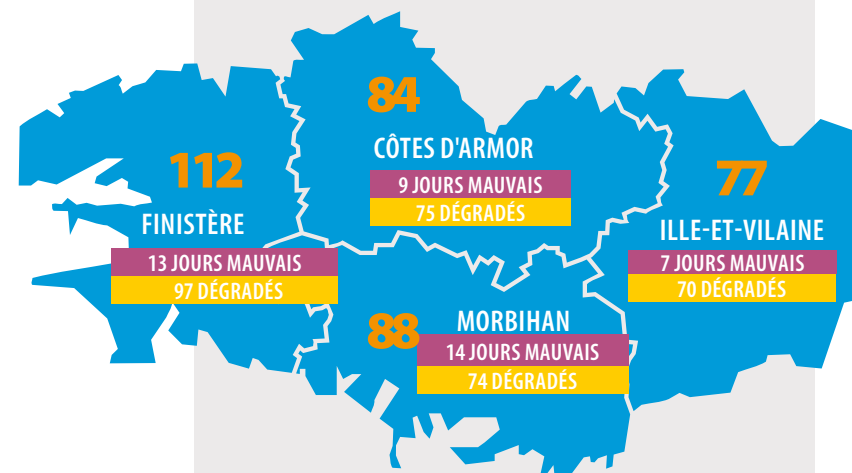 84
CÔTES D'ARMOR
9 JOURS MAUVAIS
75 DÉGRADÉS
112
FINISTÈRE
13 JOURS MAUVAIS
97 DÉGRADÉS
77
ILLE-ET-VILAINE
7 JOURS MAUVAIS
70 DÉGRADÉS
88
MORBIHAN
14 JOURS MAUVAIS
74 DÉGRADÉS